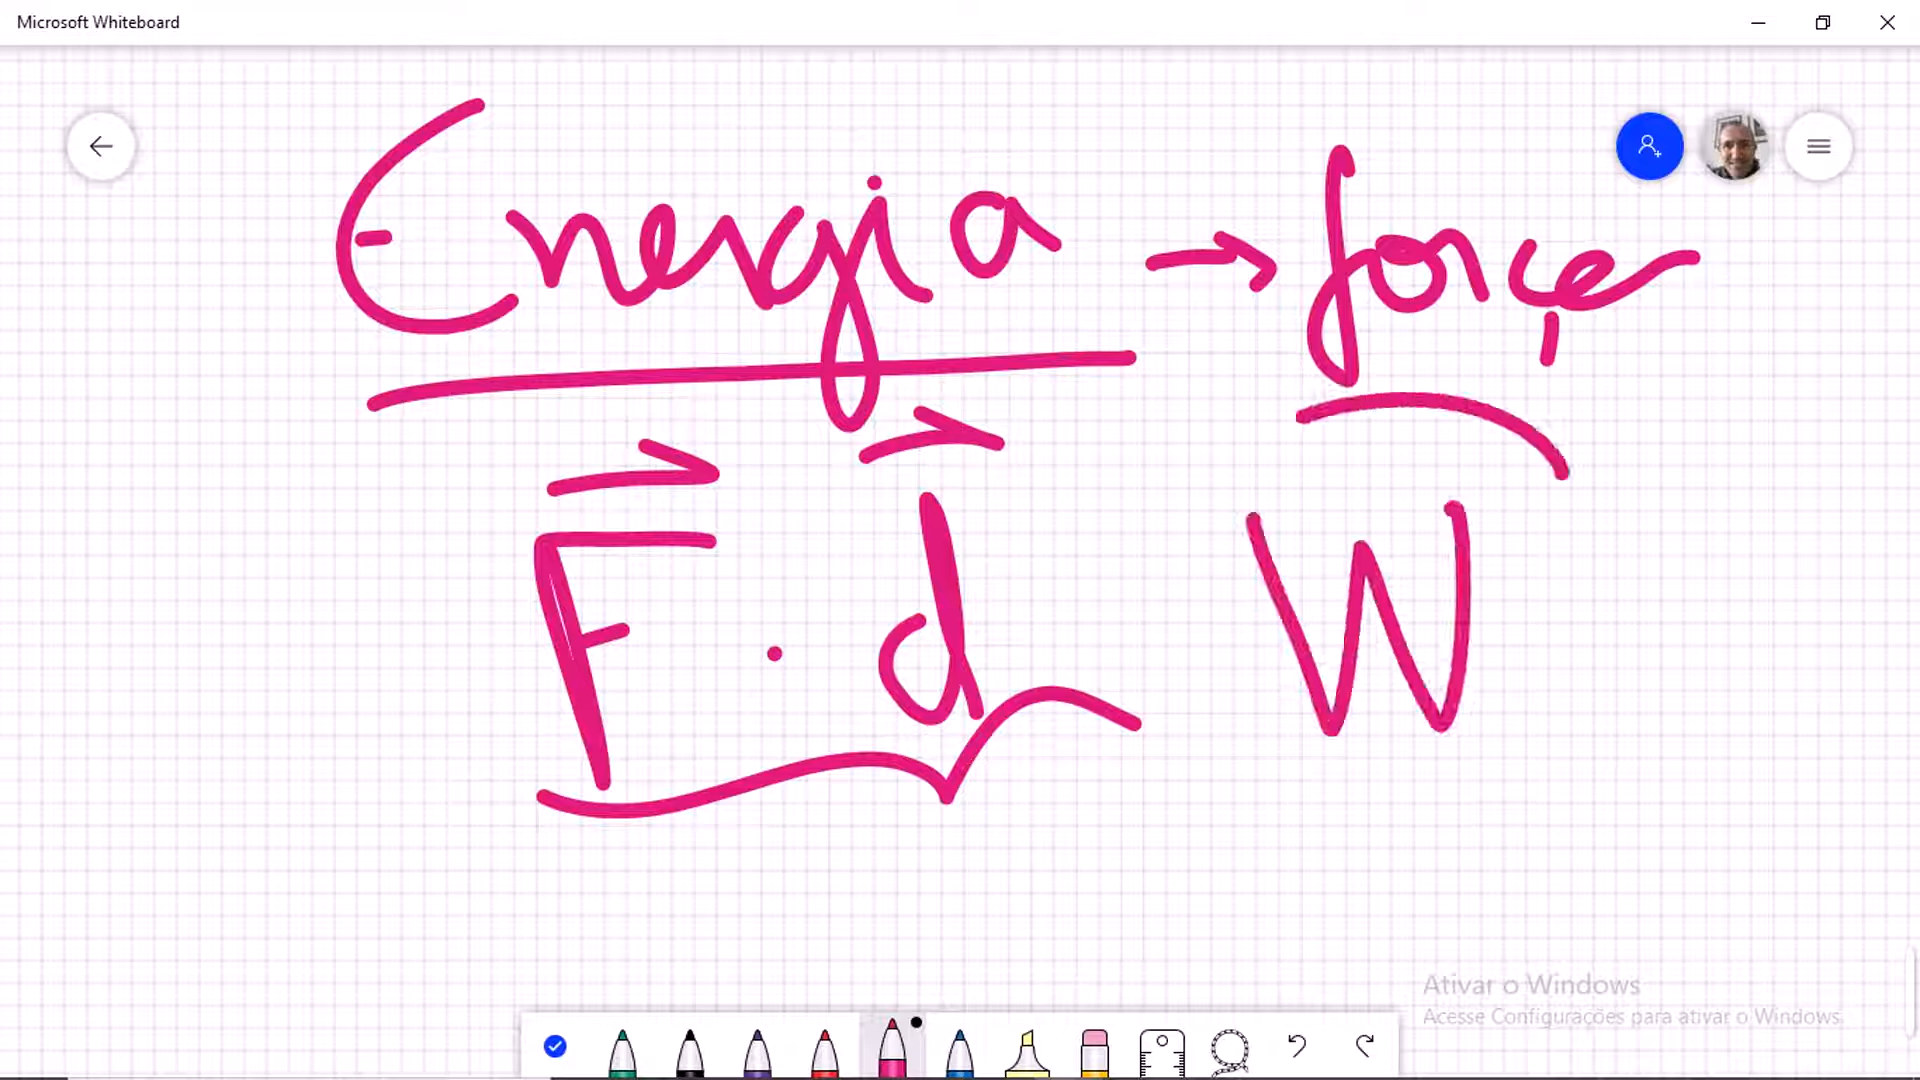 Microsoft Whiteboard
Energia → força
F⃗ · d⃗ W
Ativar o Windows
Acesse Configurações para ativar o Windows.